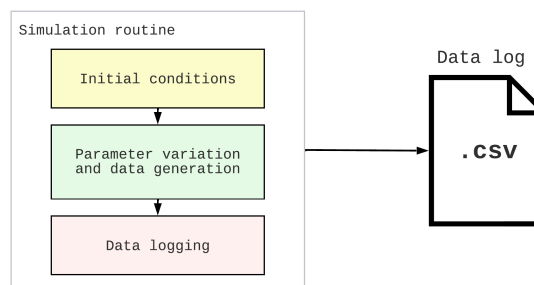 Simulation routine
Initial conditions
Parameter variation
and data generation
Data logging
Data log
.csv